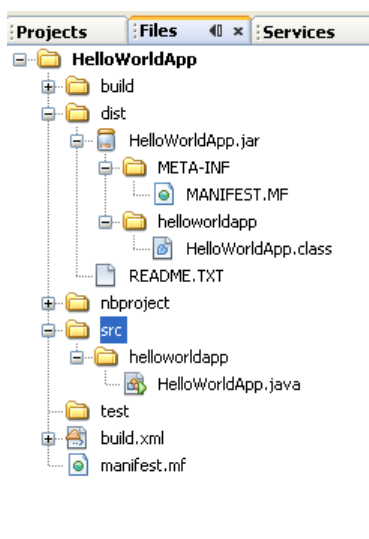 Projects Files Services
HelloWorldApp
build
dist
HelloWorldApp.jar
META-INF
MANIFEST.MF
helloworldapp
HelloWorldApp.class
README.TXT
nbproject
src
helloworldapp
HelloWorldApp.java
test
build.xml
manifest.mf